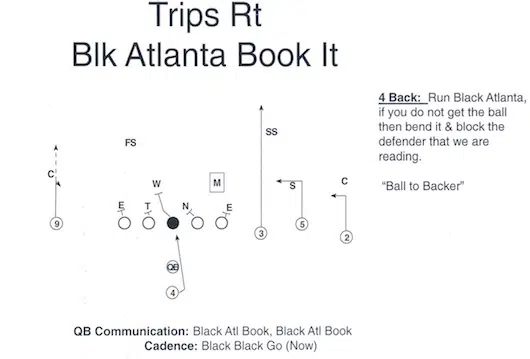 Trips Rt
Blk Atlanta Book It
4 Back: Run Black Atlanta,
if you do not get the ball
then bend it & block the
defender that we are
reading.
"Ball to Backer"
SS
FS
C
W
M
S
C
E
T
N
E
9
3
5
2
QB
4
QB Communication: Black Atl Book, Black Atl Book
Cadence: Black Black Go (Now)